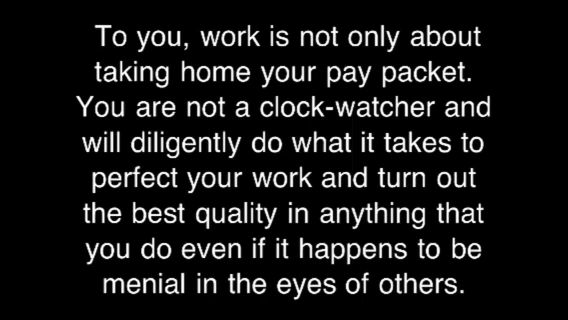 To you, work is not only about
taking home your pay packet.
You are not a clock-watcher and
will diligently do what it takes to
perfect your work and turn out
the best quality in anything that
you do even if it happens to be
menial in the eyes of others.